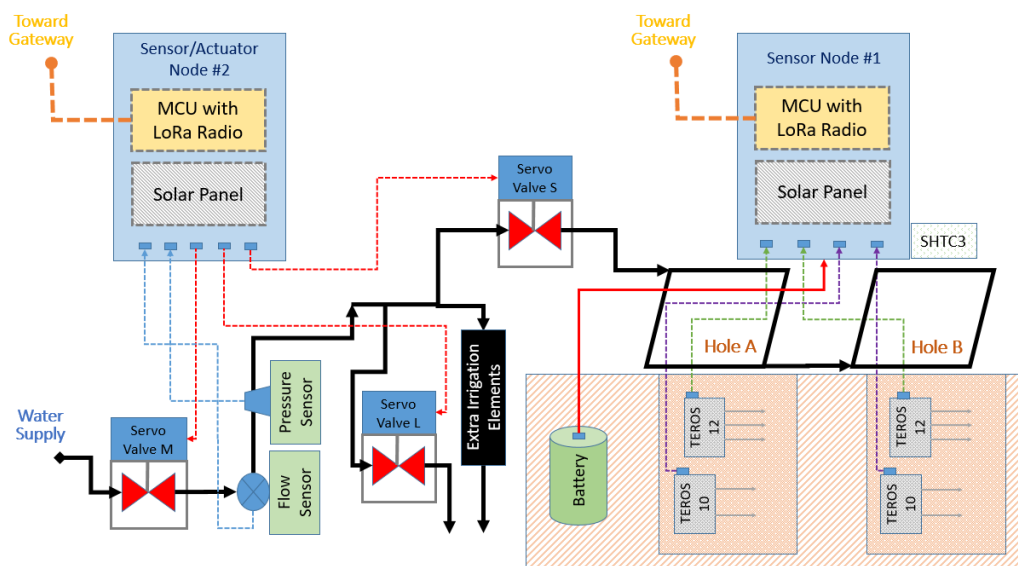 Toward
Gateway
Sensor/Actuator
Node #2
MCU with
LoRa Radio
Solar Panel
Toward
Gateway
Sensor Node #1
MCU with
LoRa Radio
Solar Panel
SHTC3
Servo
Valve S
Hole A
Hole B
Pressure
Sensor
Flow
Sensor
Servo
Valve L
Extra Irrigation
Elements
Water
Supply
Servo
Valve M
Battery
TEROS
12
TEROS
10
TEROS
12
TEROS
10